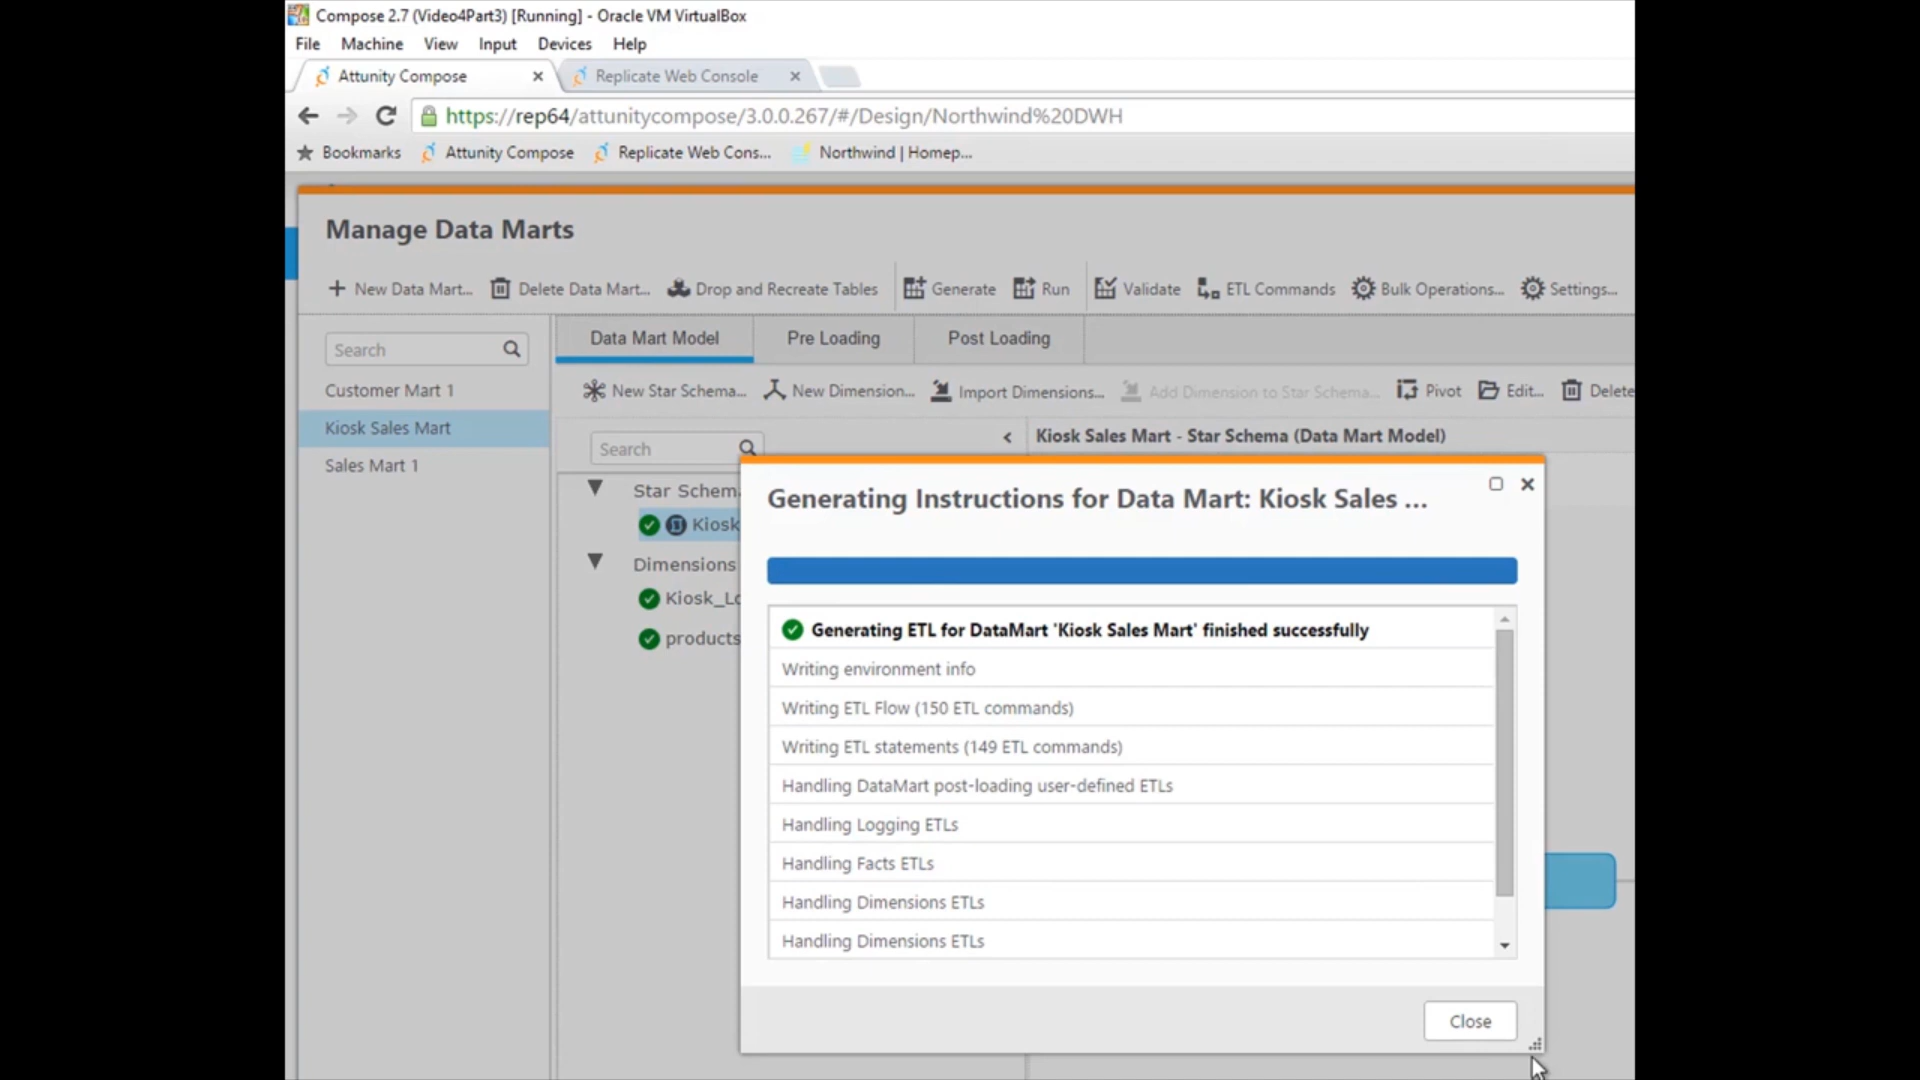 Compose 2.7 (Video4Part3) [Running] - Oracle VM VirtualBox
File Machine View Input Devices Help
Attunity Compose Replicate Web Console
https://rep64/attunitycompose/3.0.0.267/#/Design/Northwind%20DWH
Bookmarks Attunity Compose Replicate Web Cons... Northwind | Homep...
Manage Data Marts
New Data Mart... Delete Data Mart... Drop and Recreate Tables Generate Run Validate ETL Commands Bulk Operations... Settings...
Search
Customer Mart 1
Kiosk Sales Mart
Sales Mart 1
Data Mart Model Pre Loading Post Loading
New Star Schema... New Dimension... Import Dimensions... Add Dimension to Star Schema... Pivot Edit... Delete
Search
Kiosk Sales Mart - Star Schema (Data Mart Model)
Star Schem
Kiosk
Dimensions
Kiosk_Lo
products
Generating Instructions for Data Mart: Kiosk Sales ...
Generating ETL for DataMart 'Kiosk Sales Mart' finished successfully
Writing environment info
Writing ETL Flow (150 ETL commands)
Writing ETL statements (149 ETL commands)
Handling DataMart post-loading user-defined ETLs
Handling Logging ETLs
Handling Facts ETLs
Handling Dimensions ETLs
Handling Dimensions ETLs
Close